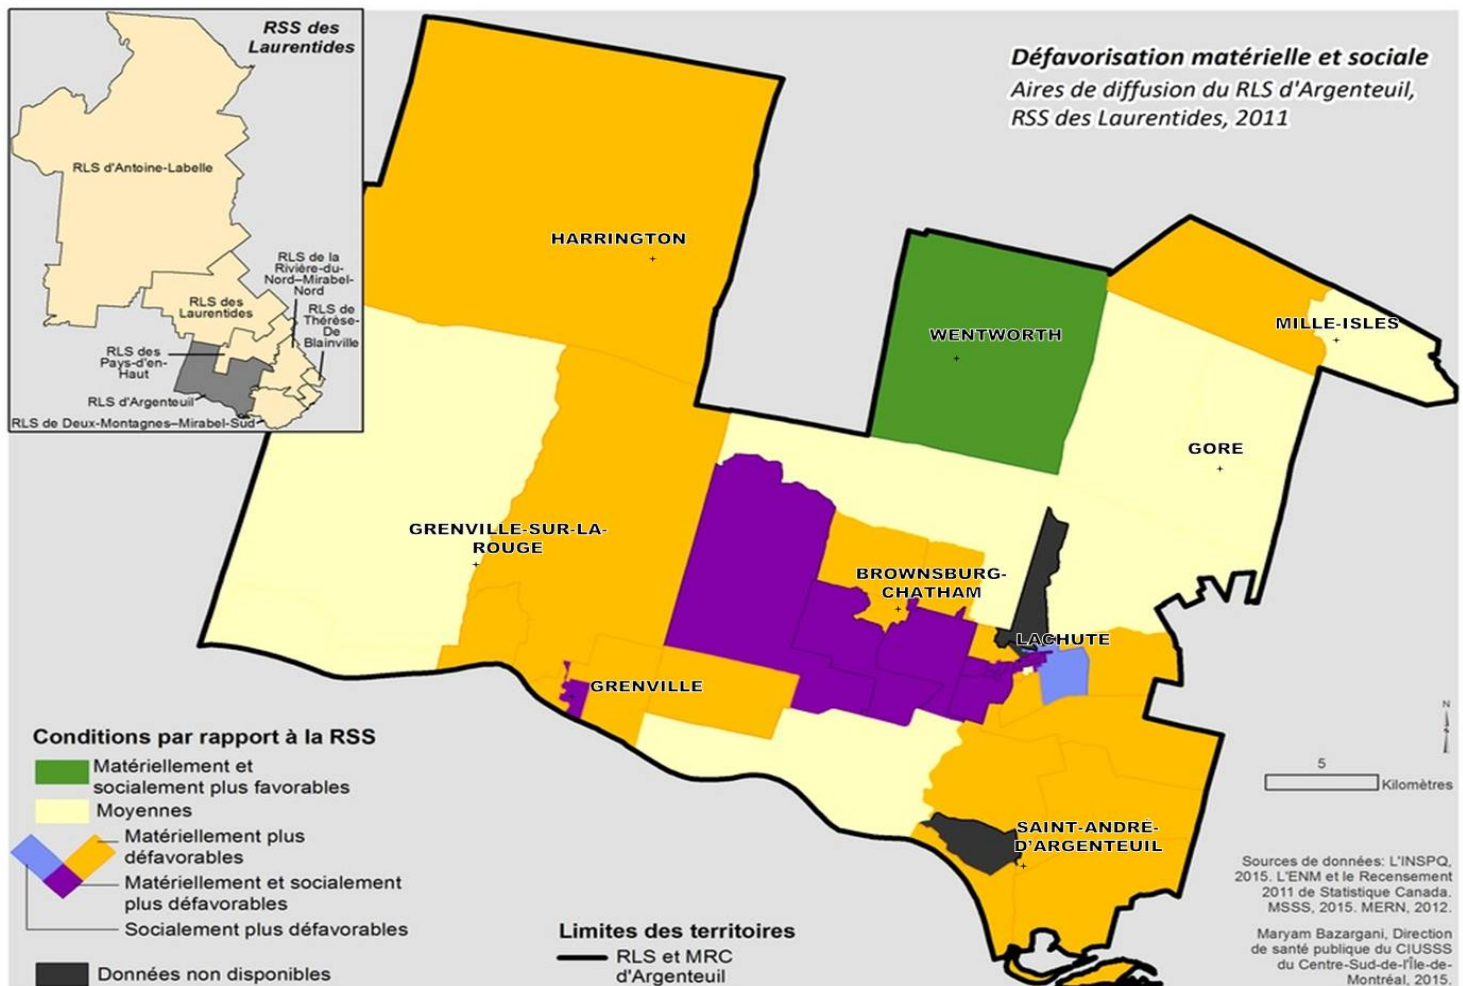 RSS des
Laurentides
RLS d'Antoine-Labelle
RLS de la
Rivière-du-
Nord–Mirabel-
Nord
RLS des
Laurentides
RLS de
Thérèse-
De
Blainville
RLS des
Pays-d'en-
Haut
RLS d'Argenteuil
RLS de Deux-Montagnes–Mirabel-Sud
Défavorisation matérielle et sociale
Aires de diffusion du RLS d'Argenteuil,
RSS des Laurentides, 2011
HARRINGTON
WENTWORTH
MILLE-ISLES
GORE
GRENVILLE-SUR-LA-
ROUGE
BROWNSBURG-
CHATHAM
LACHUTE
GRENVILLE
SAINT-ANDRÉ-
D'ARGENTEUIL
Conditions par rapport à la RSS
Matériellement et
socialement plus favorables
Moyennes
Matériellement plus
défavorables
Matériellement et socialement
plus défavorables
Socialement plus défavorables
Données non disponibles
Limites des territoires
RLS et MRC
d'Argenteuil
N
5
Kilomètres
Sources de données: L'INSPQ,
2015. L'ENM et le Recensement
2011 de Statistique Canada.
MSSS, 2015. MERN, 2012.
Maryam Bazargani, Direction
de santé publique du CIUSSS
du Centre-Sud-de-l'Île-de-
Montréal, 2015.